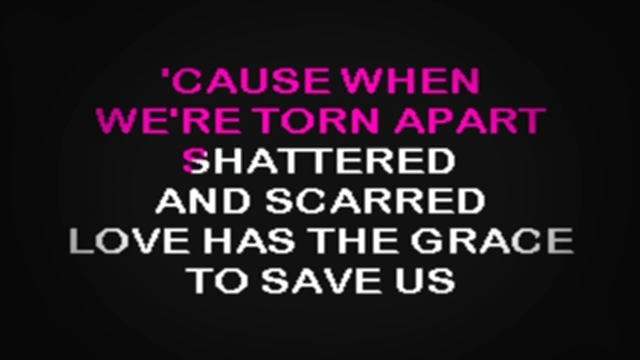 'CAUSE WHEN
WE'RE TORN APART
SHATTERED
AND SCARRED
LOVE HAS THE GRACE
TO SAVE US